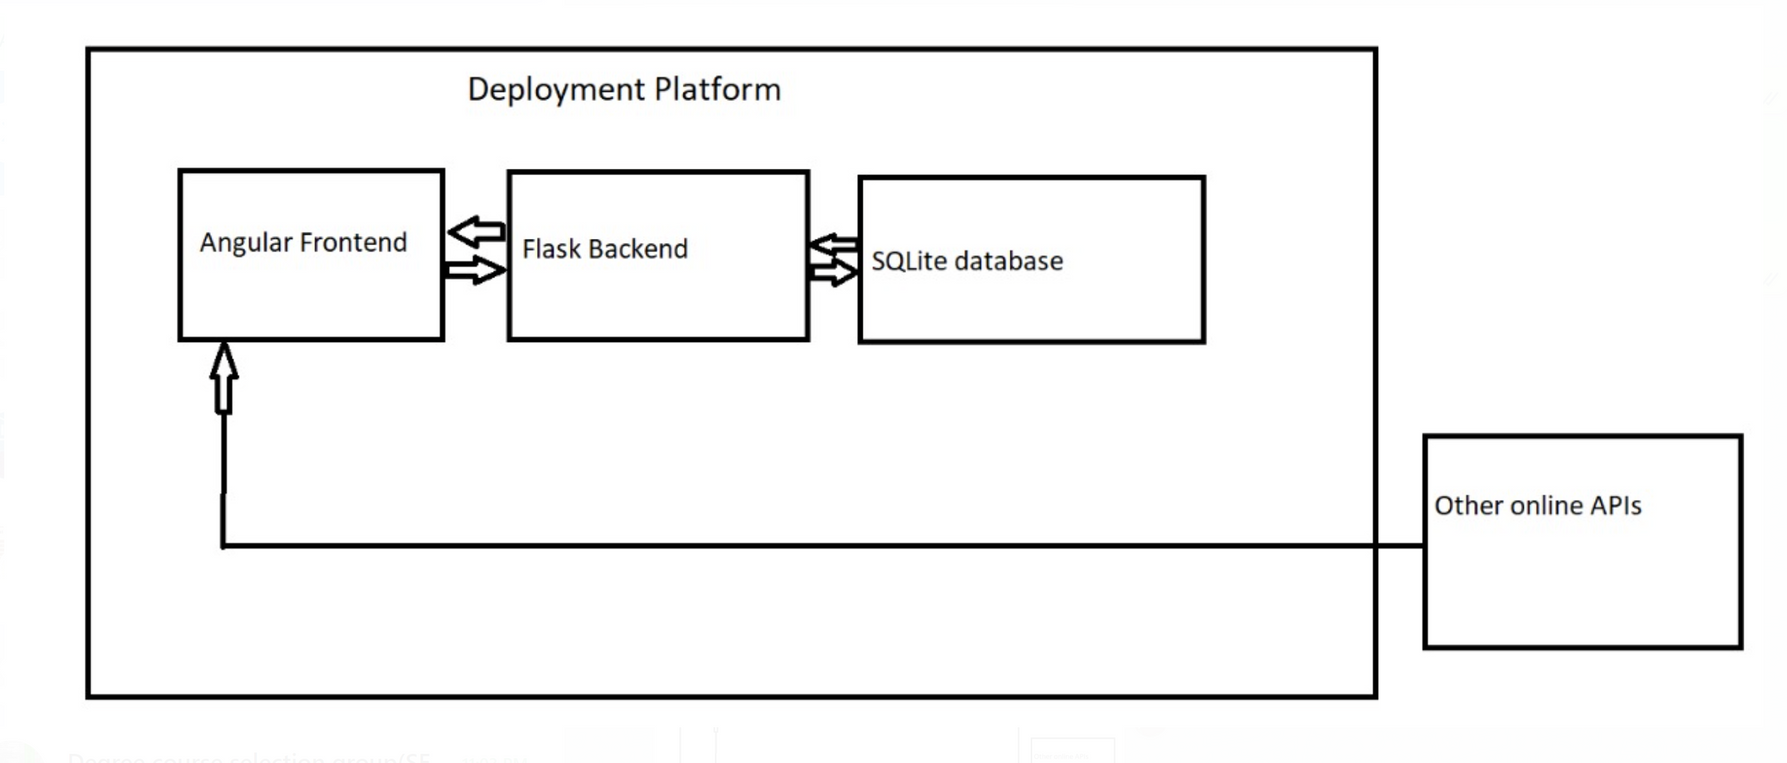 Deployment Platform
Angular Frontend
Flask Backend
SQLite database
Other online APIs